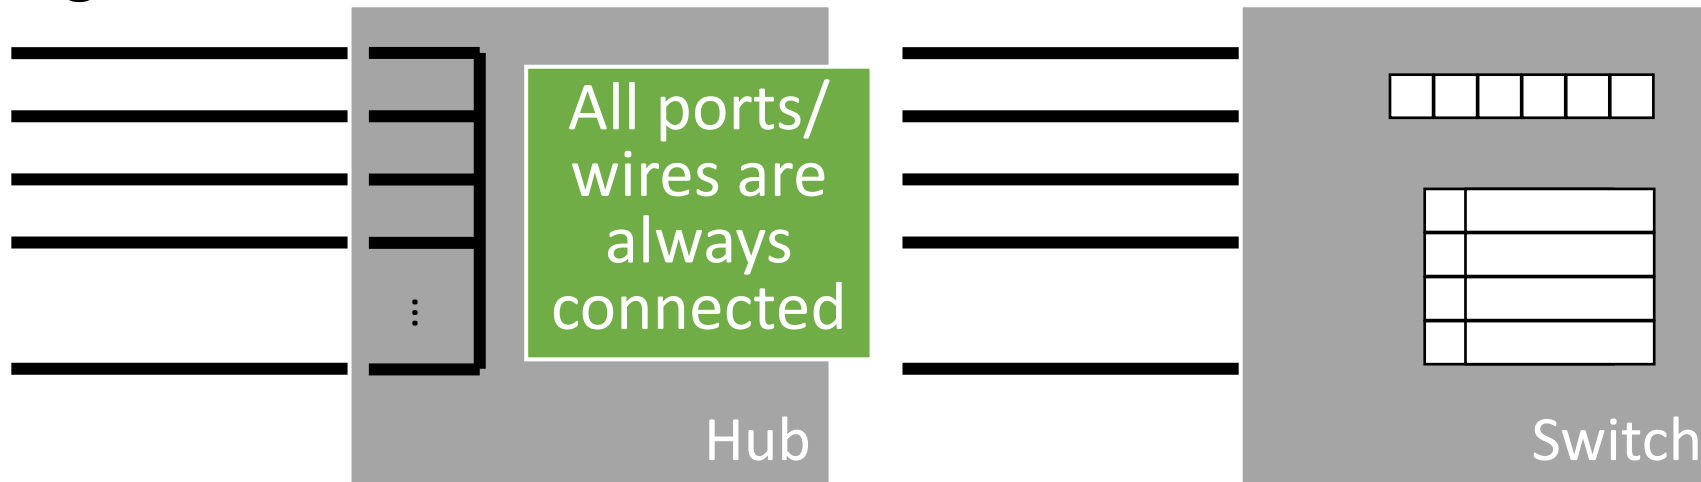 All ports/
wires are
always
connected
...
Hub
Switch